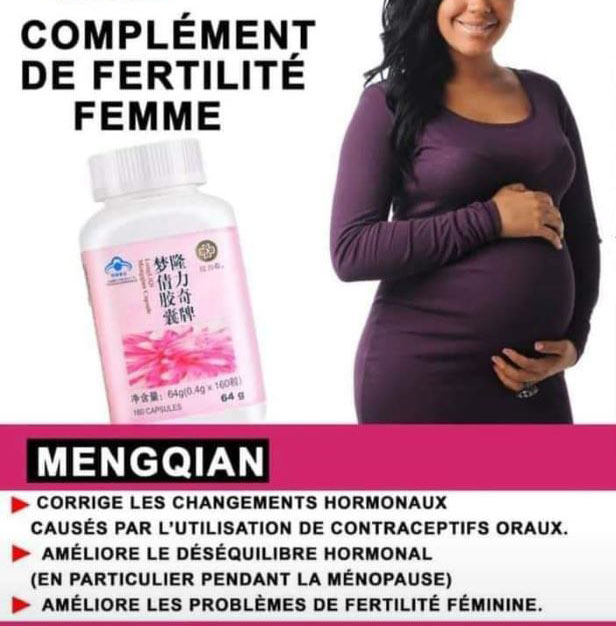 COMPLÉMENT
DE FERTILITÉ
FEMME
隆力奇牌
梦倩胶囊
Mengqian Capsule
净含量：64g(0.4g x 160粒)
160 CAPSULES
64 g
MENGQIAN
CORRIGE LES CHANGEMENTS HORMONAUX
CAUSÉS PAR L'UTILISATION DE CONTRACEPTIFS ORAUX.
AMÉLIORE LE DÉSÉQUILIBRE HORMONAL
(EN PARTICULIER PENDANT LA MÉNOPAUSE)
AMÉLIORE LES PROBLÈMES DE FERTILITÉ FÉMININE.